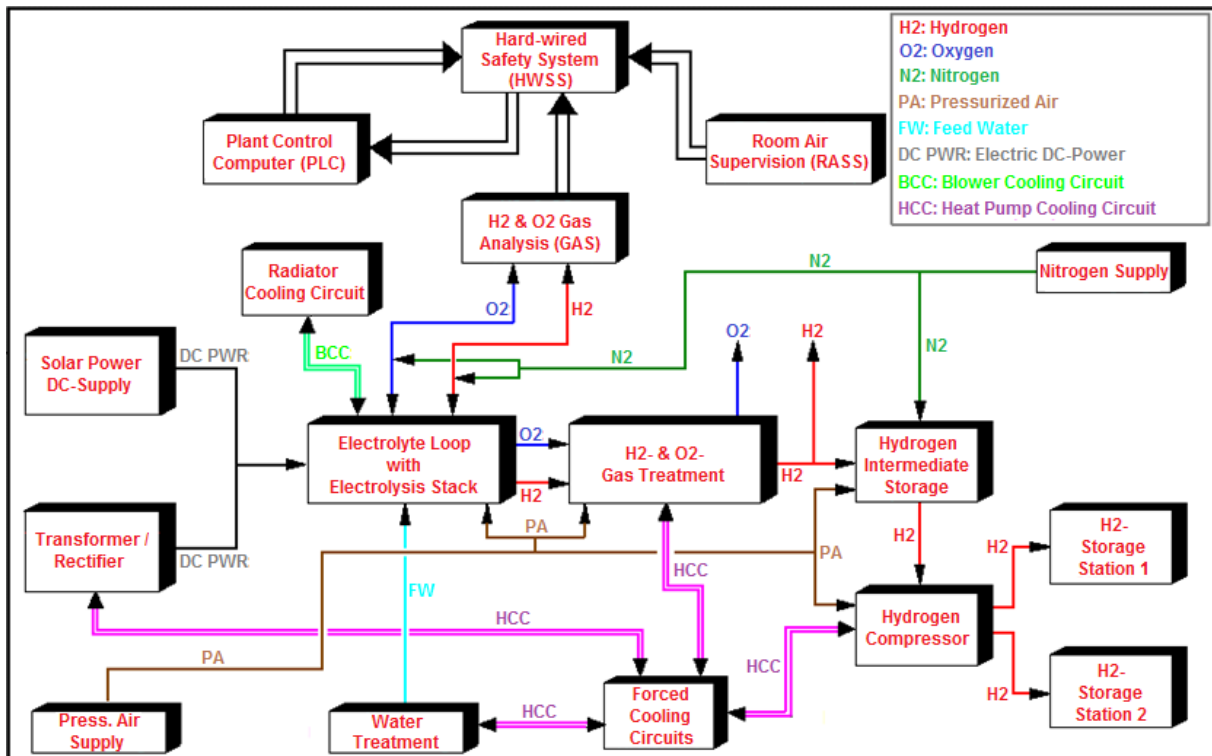 H2: Hydrogen
O2: Oxygen
N2: Nitrogen
PA: Pressurized Air
FW: Feed Water
DC PWR: Electric DC-Power
BCC: Blower Cooling Circuit
HCC: Heat Pump Cooling Circuit
Hard-wired
Safety System
(HWSS)
Plant Control
Computer (PLC)
Room Air
Supervision (RASS)
H2 & O2 Gas
Analysis (GAS)
Radiator
Cooling Circuit
N2
Nitrogen Supply
O2
H2
BCC
N2
O2
H2
N2
Solar Power
DC-Supply
DC PWR
Electrolyte Loop
with
Electrolysis Stack
O2
H2
H2- & O2-
Gas Treatment
H2
Hydrogen
Intermediate
Storage
Transformer /
Rectifier
DC PWR
PA
PA
H2
H2
H2-
Storage
Station 1
FW
HCC
HCC
Hydrogen
Compressor
PA
HCC
HCC
H2
H2-
Storage
Station 2
Press. Air
Supply
Water
Treatment
Forced
Cooling
Circuits